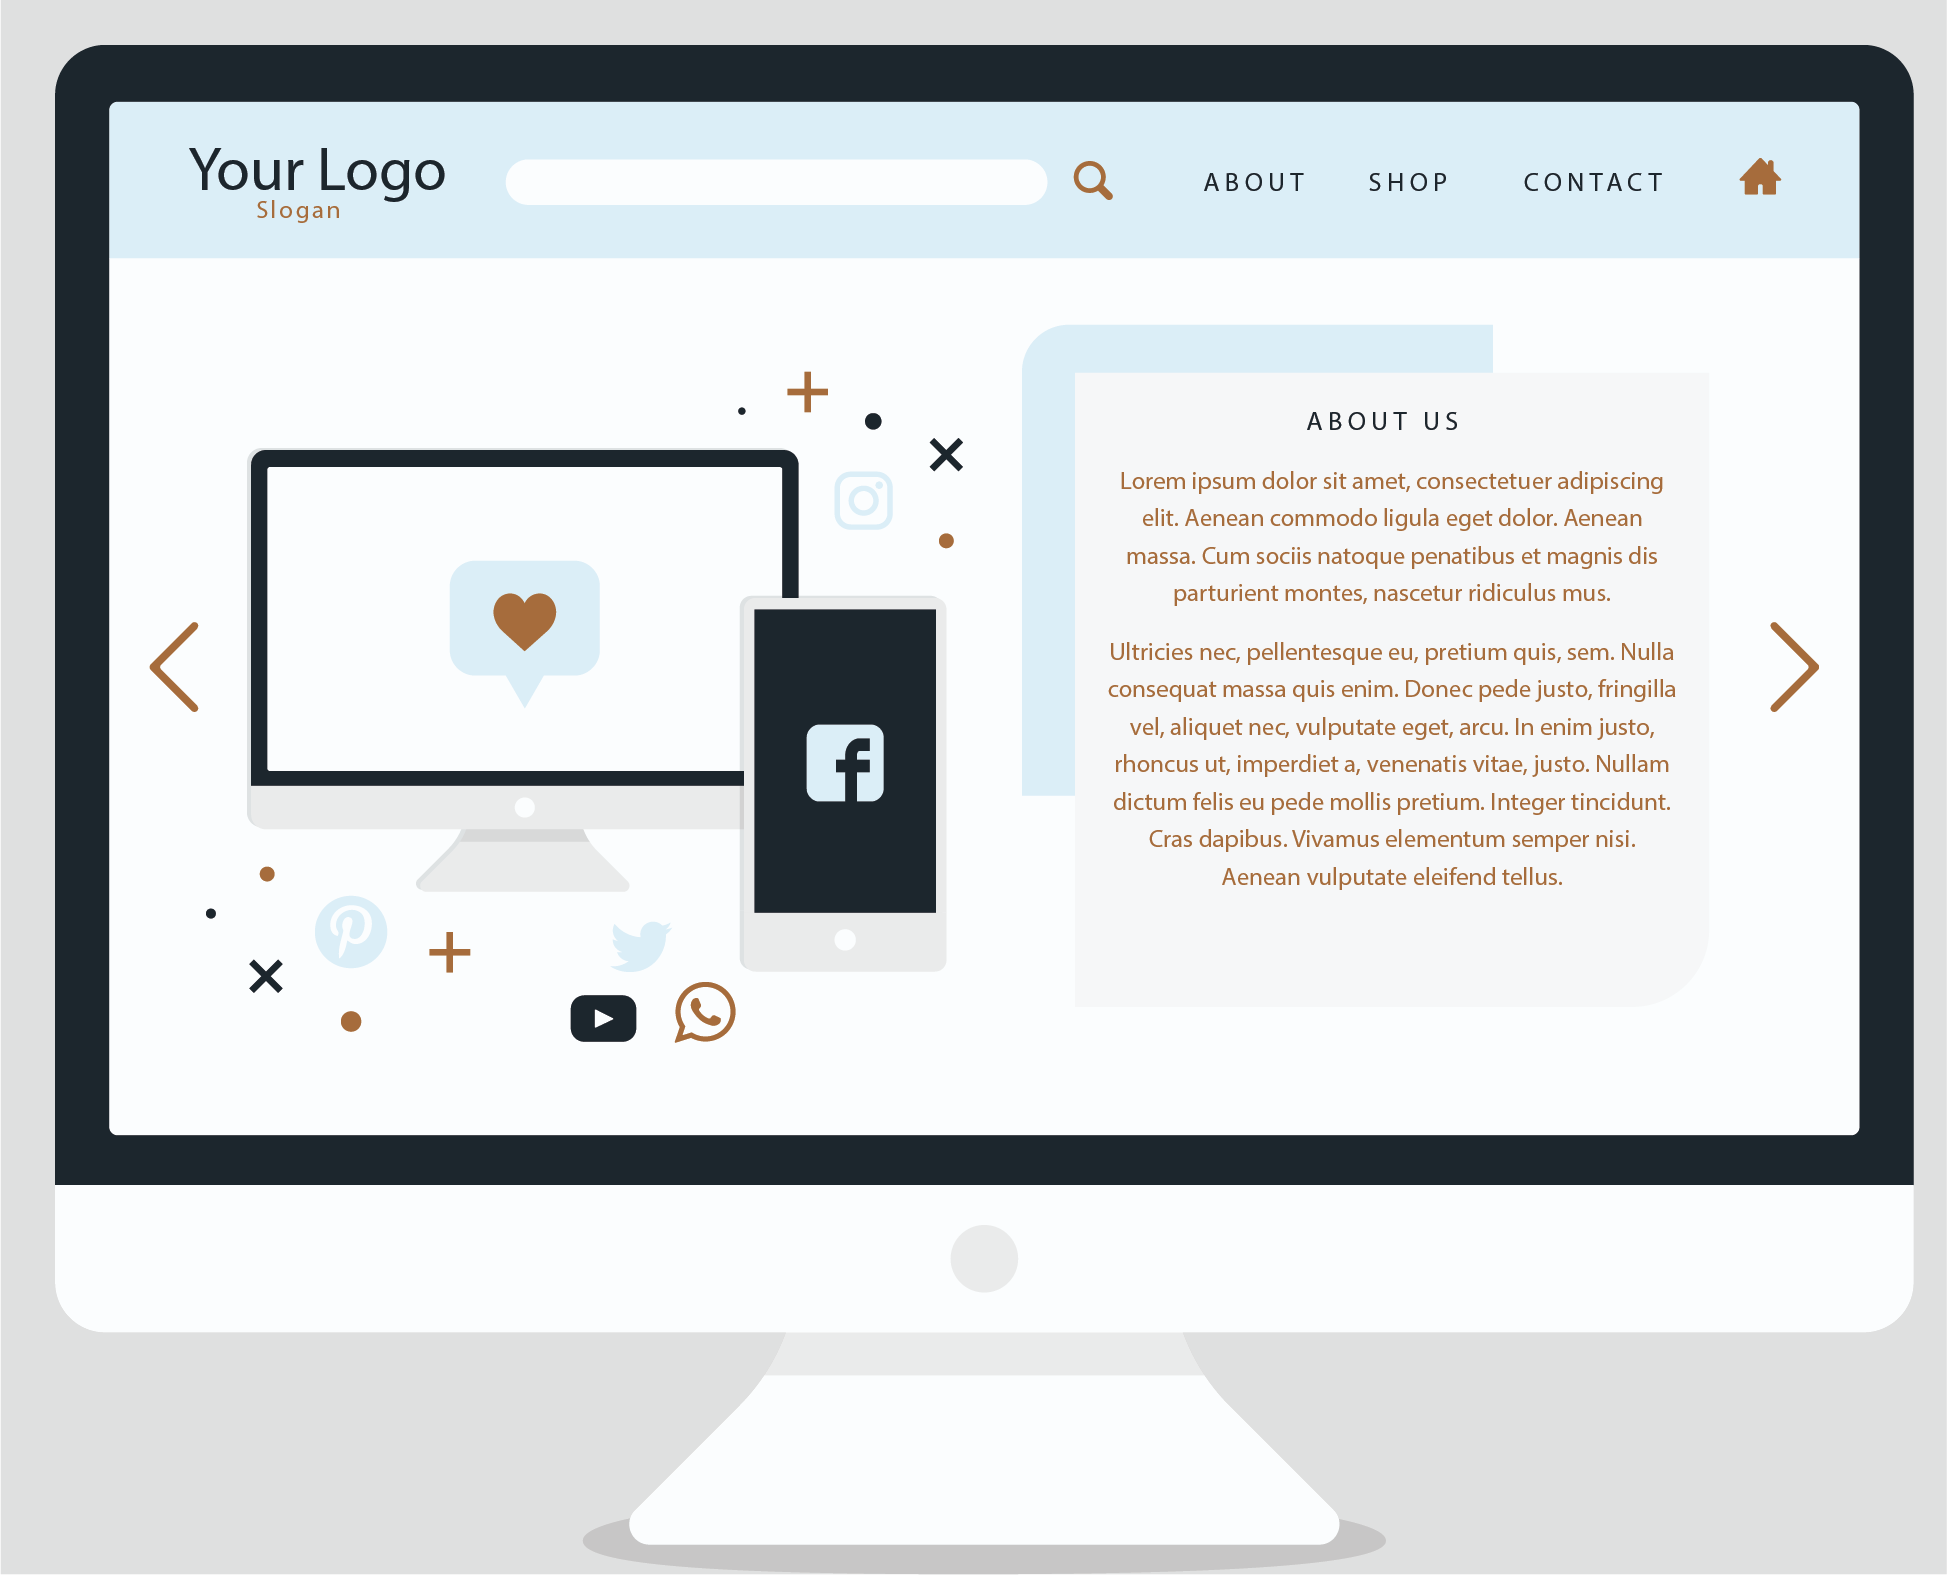 Your Logo
Slogan
ABOUT
SHOP
CONTACT
ABOUT US
Lorem ipsum dolor sit amet, consectetuer adipiscing
elit. Aenean commodo ligula eget dolor. Aenean
massa. Cum sociis natoque penatibus et magnis dis
parturient montes, nascetur ridiculus mus.
Ultricies nec, pellentesque eu, pretium quis, sem. Nulla
consequat massa quis enim. Donec pede justo, fringilla
vel, aliquet nec, vulputate eget, arcu. In enim justo,
rhoncus ut, imperdiet a, venenatis vitae, justo. Nullam
dictum felis eu pede mollis pretium. Integer tincidunt.
Cras dapibus. Vivamus elementum semper nisi.
Aenean vulputate eleifend tellus.